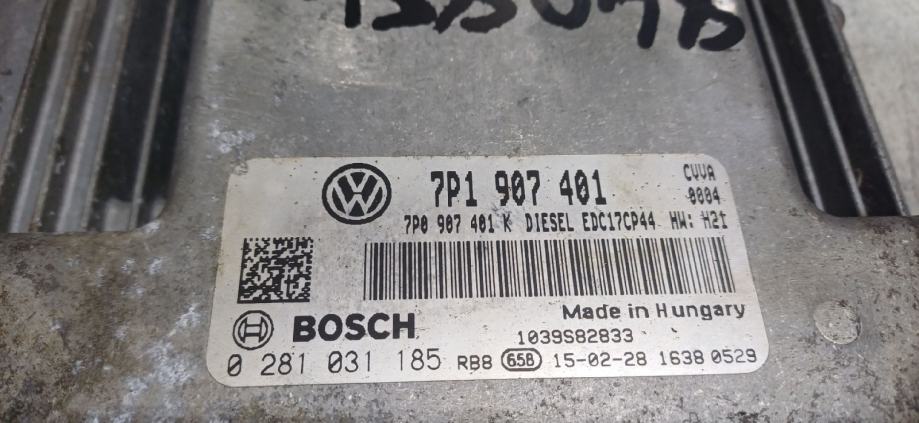 7P1 907 401
CVVA
0004
7P0 907 401 K DIESEL EDC17CP44 HW: H21
Made in Hungary
BOSCH
1039S82833
0 281 031 185 RB8 65B 15-02-28 1638 0529